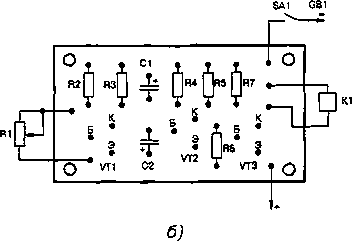 SA1 GB1
C1
R2 R3 R4 R5 R7
K1
R1
К К К
Б Б Б
Э Э Э
R6
VT1 C2 VT2 VT3
б)